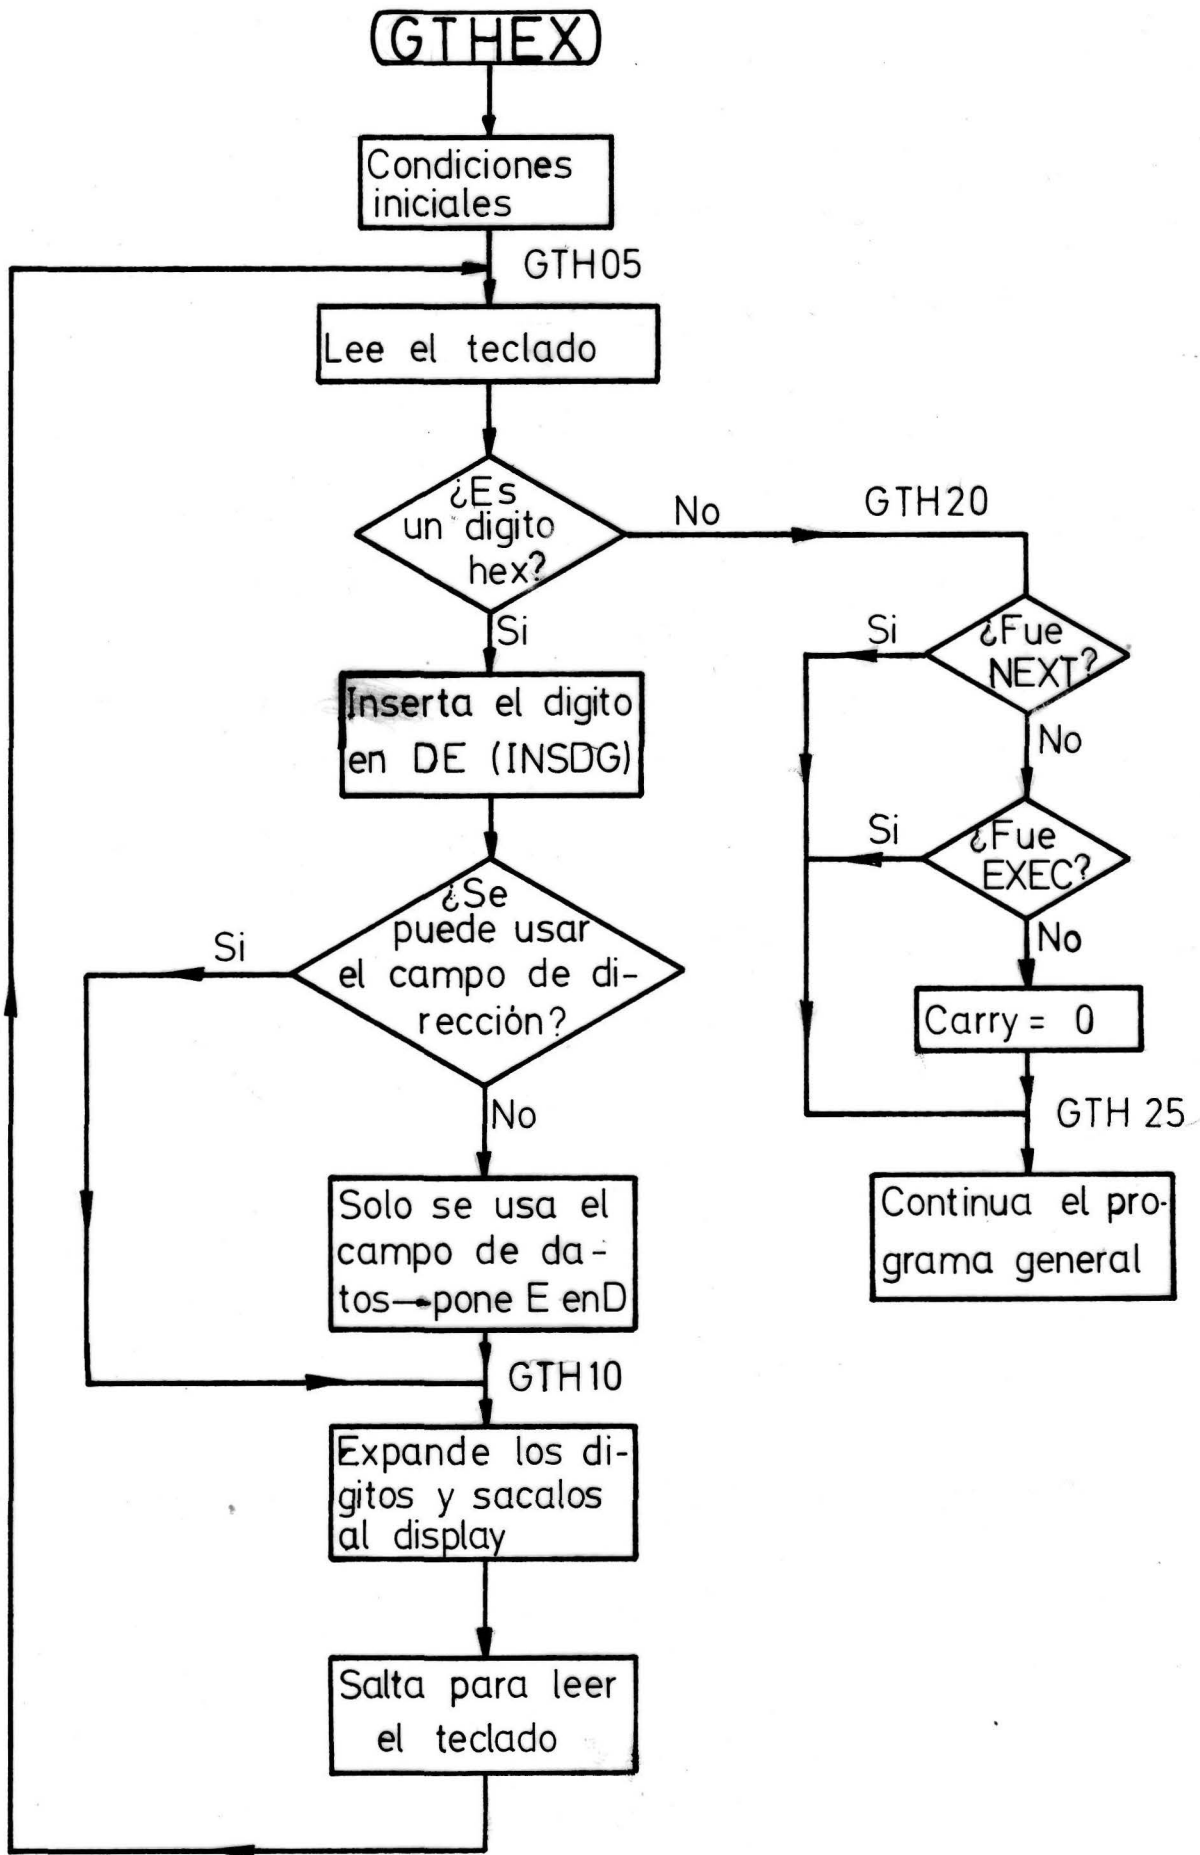 GTHEX
Condiciones
iniciales
GTH05
Lee el teclado
¿Es
un digito
hex?
No
GTH20
Si
¿Fue
NEXT?
Si
Inserta el digito
en DE (INSDG)
No
¿Fue
EXEC?
Si
¿Se
puede usar
el campo de di-
rección?
Si
No
Carry = 0
GTH 25
No
Solo se usa el
campo de da-
tos→pone E enD
Continua el pro-
grama general
GTH10
Expande los di-
gitos y sacalos
al display
Salta para leer
el teclado